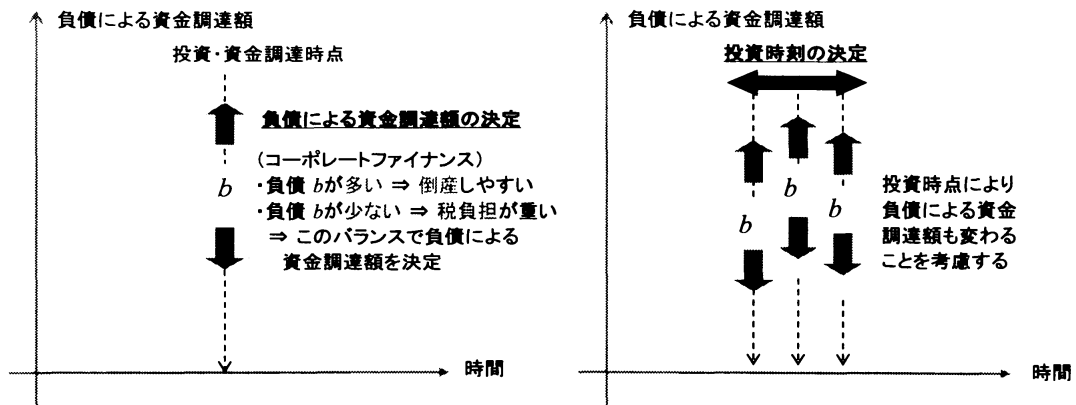 負債による資金調達額
投資・資金調達時点
負債による資金調達額の決定
(コーポレートファイナンス)
・負債 bが多い ⇒ 倒産しやすい
・負債 bが少ない ⇒ 税負担が重い
⇒ このバランスで負債による
資金調達額を決定
b
時間
負債による資金調達額
投資時刻の決定
b
b
b
投資時点により
負債による資金
調達額も変わる
ことを考慮する
時間